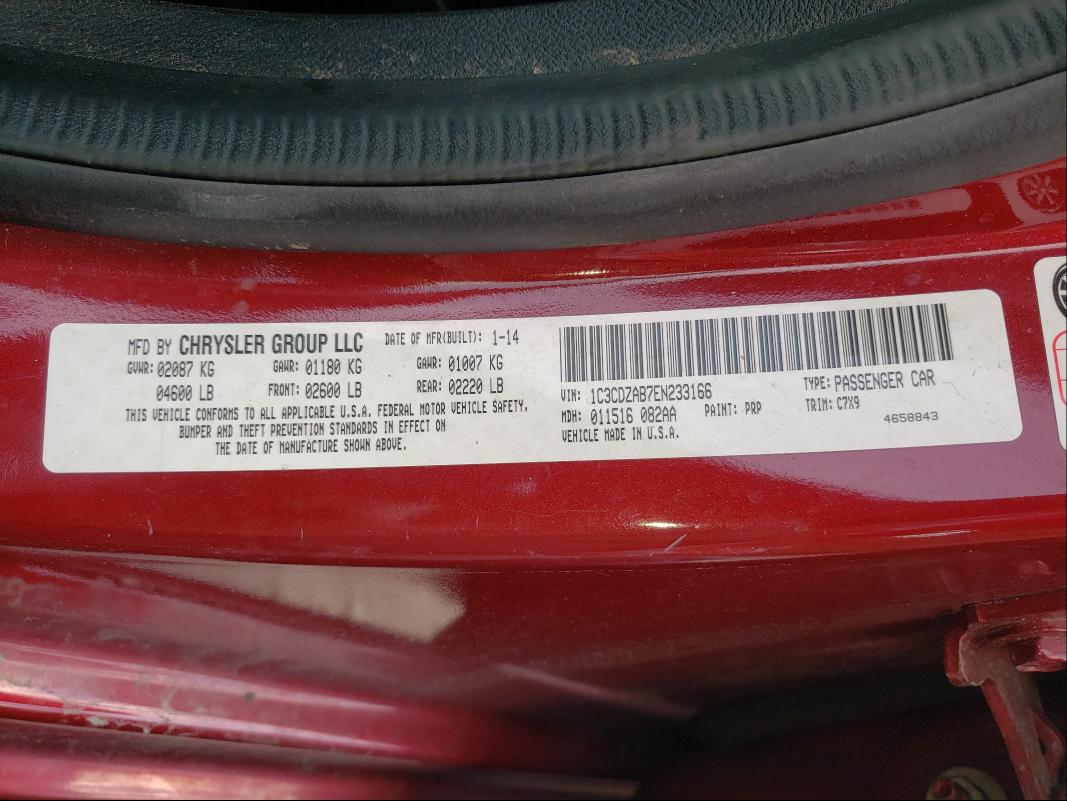 MFD BY CHRYSLER GROUP LLC DATE OF MFR(BUILT): 1-14
GVWR: 02087 KG GAWR: 01180 KG GAWR: 01007 KG
04600 LB FRONT: 02600 LB REAR: 02220 LB
THIS VEHICLE CONFORMS TO ALL APPLICABLE U.S.A. FEDERAL MOTOR VEHICLE SAFETY,
BUMPER AND THEFT PREVENTION STANDARDS IN EFFECT ON
THE DATE OF MANUFACTURE SHOWN ABOVE.
VIN: 1C3CDZAB7EN233166 TYPE: PASSENGER CAR
MDH: 011516 082AA PAINT: PRP TRIM: C7X9
VEHICLE MADE IN U.S.A. 4658843